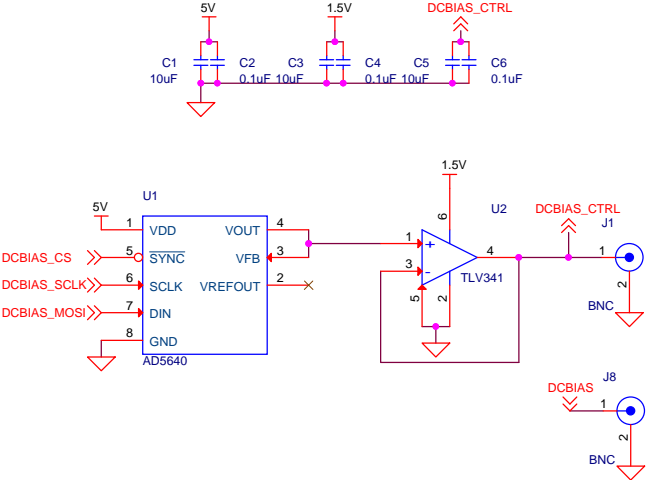 5V 1.5V DCBIAS_CTRL
C1 C2 C3 C4 C5 C6
10uF 0.1uF 10uF 0.1uF 10uF 0.1uF
1.5V
U1 U2 DCBIAS_CTRL
5V 6 J1
1 VDD VOUT 4 1 + 4 1
DCBIAS_CS 5 SYNC VFB 3 3 -
DCBIAS_SCLK 6 SCLK VREFOUT 2 TLV341
DCBIAS_MOSI 7 DIN 5 2 2
BNC
8 GND
AD5640
J8
DCBIAS 1
2
BNC